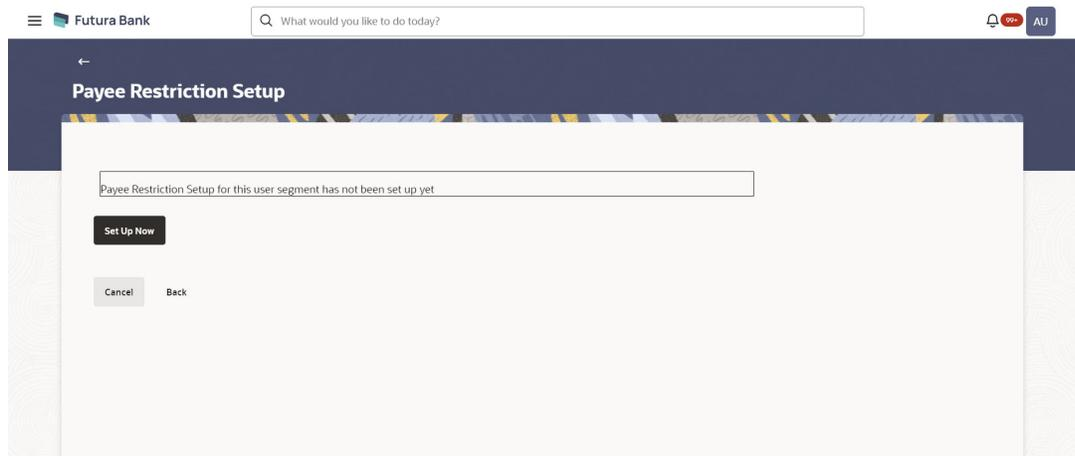 Futura Bank
What would you like to do today?
99+
AU
Payee Restriction Setup
Payee Restriction Setup for this user segment has not been set up yet
Set Up Now
Cancel Back